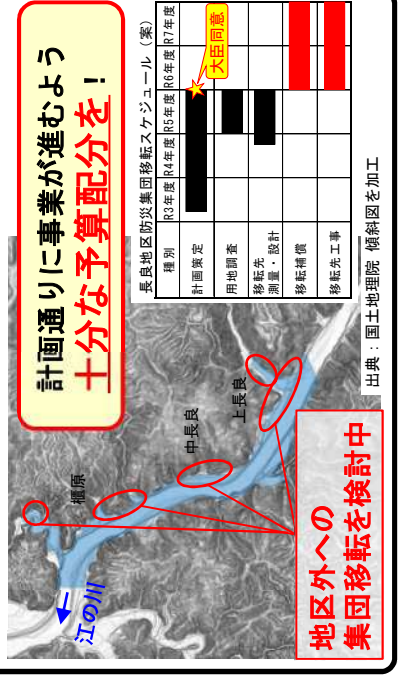 計画通りに事業が進むよう
十分な予算配分を！
長良地区防災集団移転スケジュール（案）
種別 R3年度 R4年度 R5年度 R6年度 R7年度
計画策定
大臣同意
用地調査
移転先
測量・設計
移転補償
移転先工事
出典：国土地理院 傾斜図を加工
櫃原
中長良
上長良
江の川
地区外への
集団移転を検討中